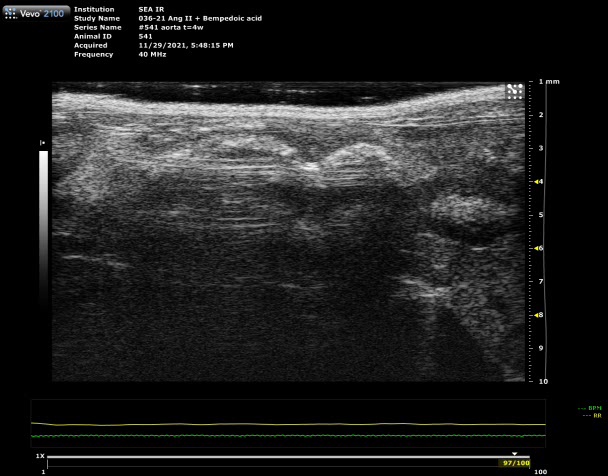 Vevo 2100
Institution SEA IR
Study Name 036-21 Ang II + Bempedoic acid
Series Name #541 aorta t=4w
Animal ID 541
Acquired 11/29/2021, 5:48:15 PM
Frequency 40 MHz
1 mm
2
3
4
5
6
7
8
9
10
BPM
RR
1X
97/100
1 100